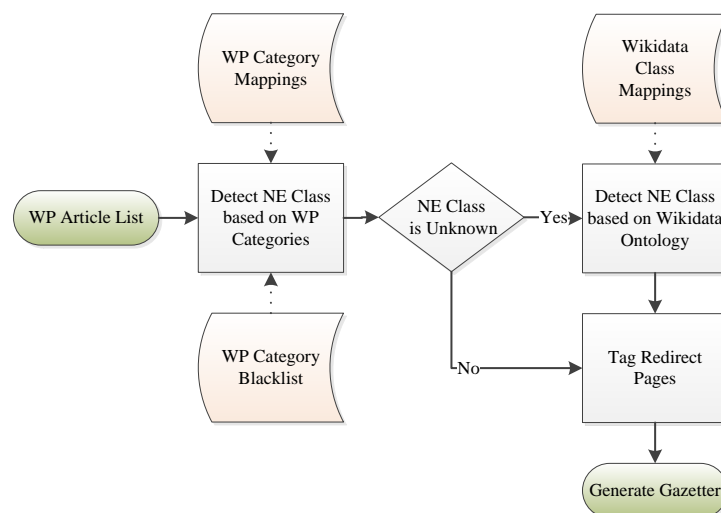 WP Category
Mappings
Wikidata
Class
Mappings
WP Article List
Detect NE Class
based on WP
Categories
NE Class
is Unknown
Yes
Detect NE Class
based on Wikidata
Ontology
WP Category
Blacklist
No
Tag Redirect
Pages
Generate Gazetter